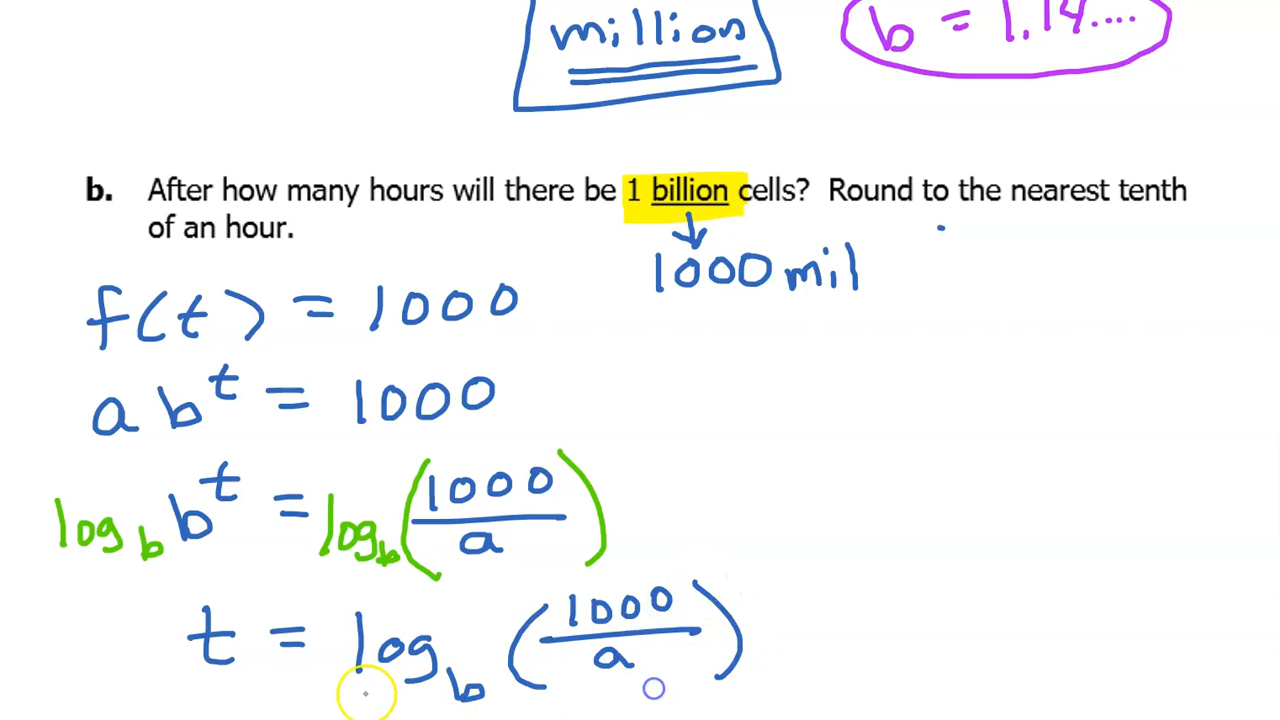 million
b = 1.14....
b. After how many hours will there be 1 billion cells? Round to the nearest tenth
of an hour.
1000 mil
f(t) = 1000
a b^t = 1000
log_b b^t = log_b (1000/a)
t = log_b (1000/a)